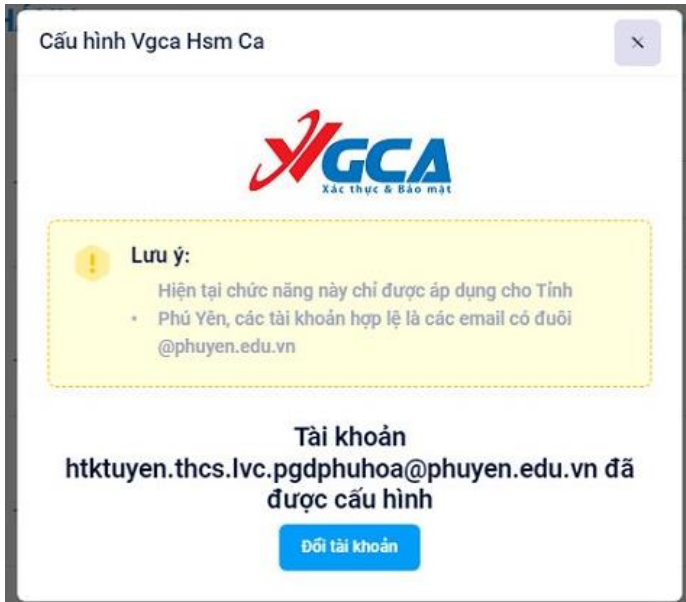 Cấu hình Vgca Hsm Ca
VGCA
Xác thực & Bảo mật
Lưu ý:
Hiện tại chức năng này chỉ được áp dụng cho Tỉnh
Phú Yên, các tài khoản hợp lệ là các email có đuôi
@phuyen.edu.vn
Tài khoản
htktuyen.thcs.lvc.pgdphuhoa@phuyen.edu.vn đã
được cấu hình
Đổi tài khoản